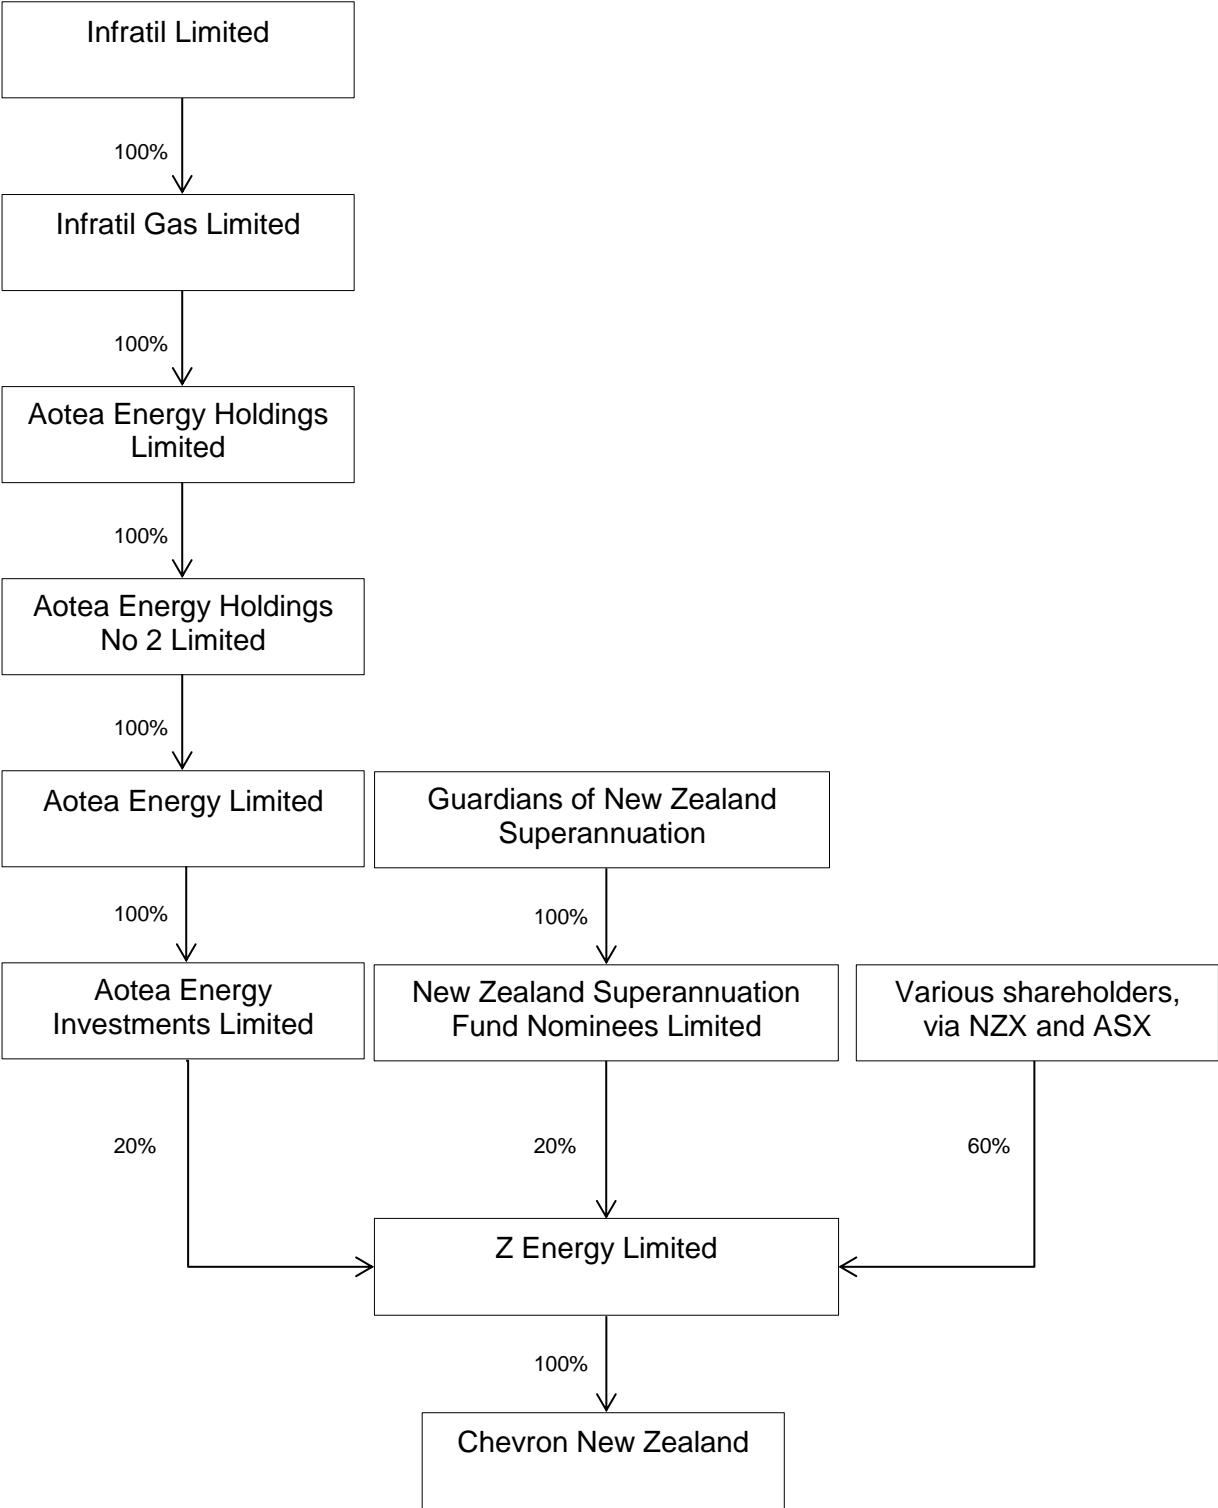 Infratil Limited
100%
Infratil Gas Limited
100%
Aotea Energy Holdings
Limited
100%
Aotea Energy Holdings
No 2 Limited
100%
Aotea Energy Limited
Guardians of New Zealand
Superannuation
100%
100%
Aotea Energy
Investments Limited
New Zealand Superannuation
Fund Nominees Limited
Various shareholders,
via NZX and ASX
20%
20%
60%
Z Energy Limited
100%
Chevron New Zealand